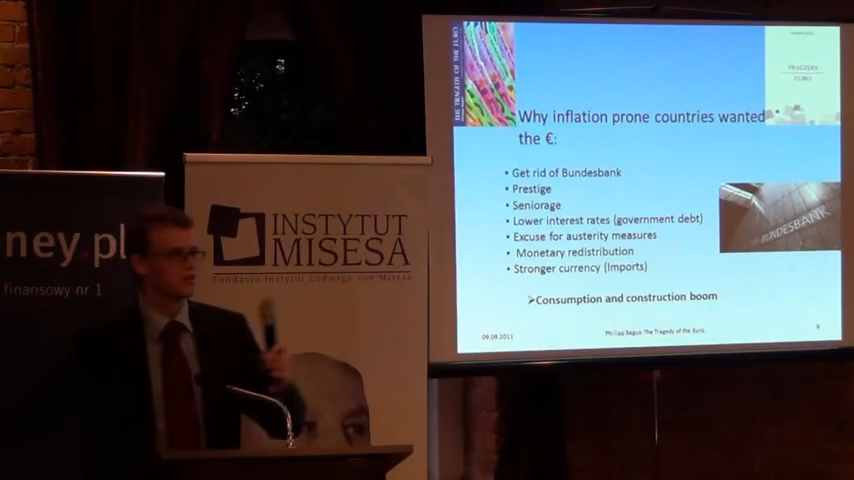 ney.pl
finansowy nr 1
INSTYTUT
MISESA
Fundacja Instytut Ludwiga von Misesa
THE TRAGEDY OF THE EURO
TRAGEDIA
EURO
Why inflation prone countries wanted
the €:
• Get rid of Bundesbank
• Prestige
• Seniorage
• Lower interest rates (government debt)
• Excuse for austerity measures
• Monetary redistribution
• Stronger currency (Imports)
➤Consumption and construction boom
BUNDESBANK
09.09.2011
Philipp Bagus: The Tragedy of the Euro